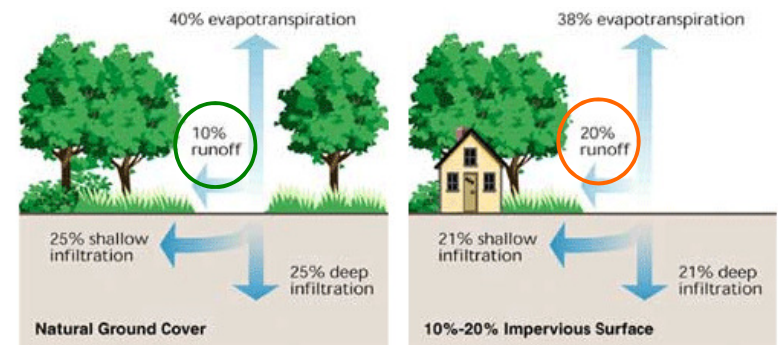 40% evapotranspiration
10%
runoff
25% shallow
infiltration
25% deep
infiltration
Natural Ground Cover
38% evapotranspiration
20%
runoff
21% shallow
infiltration
21% deep
infiltration
10%-20% Impervious Surface